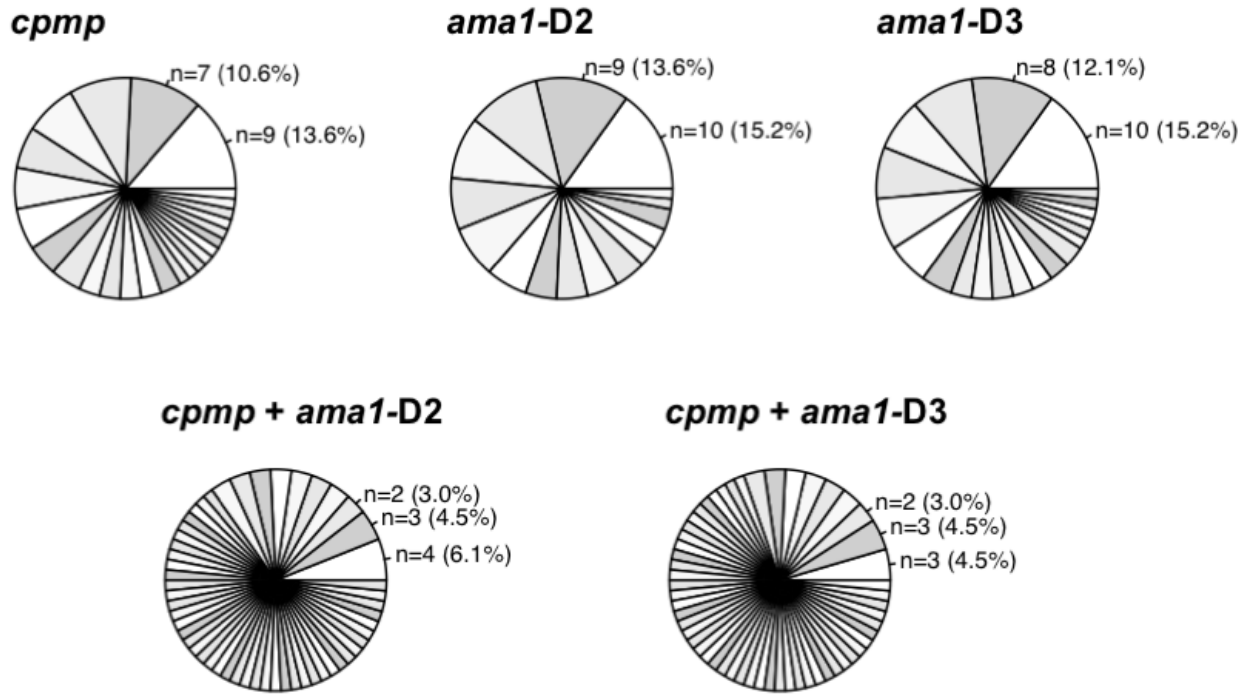 cpmp
ama1-D2
ama1-D3
n=7 (10.6%)
n=9 (13.6%)
n=9 (13.6%)
n=10 (15.2%)
n=8 (12.1%)
n=10 (15.2%)
cpmp + ama1-D2
cpmp + ama1-D3
n=2 (3.0%)
n=3 (4.5%)
n=4 (6.1%)
n=2 (3.0%)
n=3 (4.5%)
n=3 (4.5%)